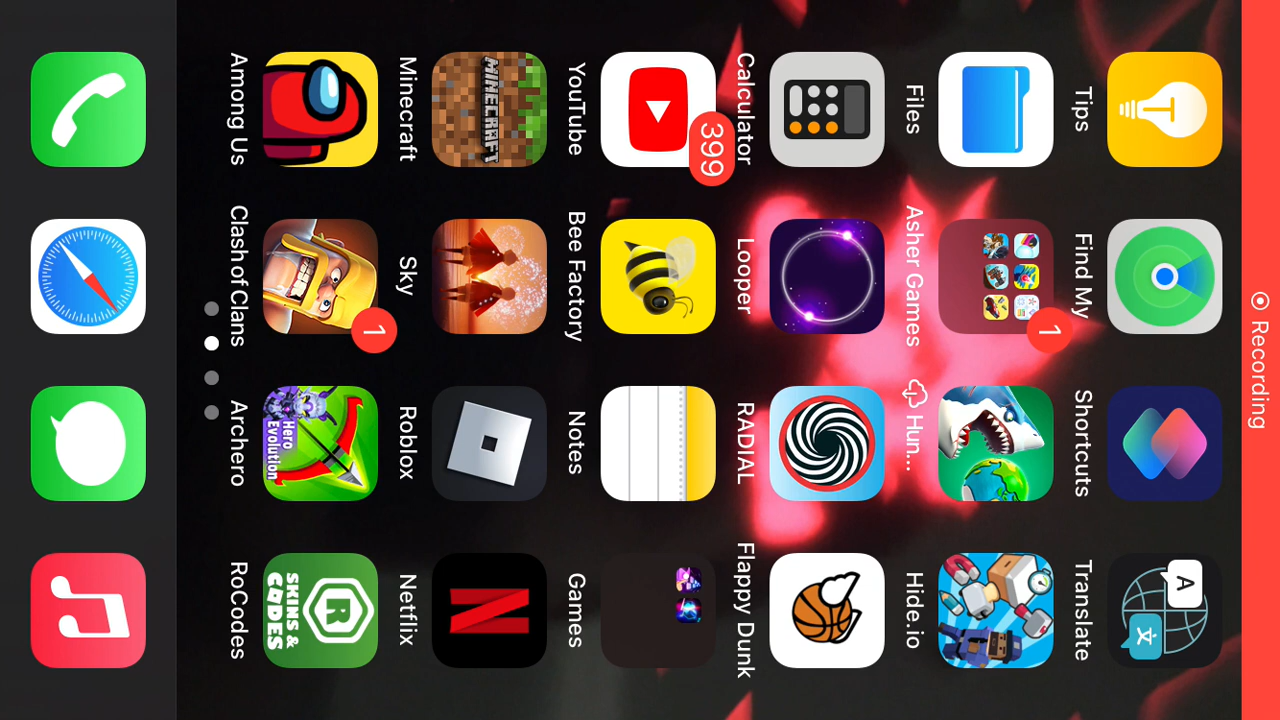 Recording
Tips
Find My
Shortcuts
A
文
Translate
Files
1
Asher Games
Hun...
Hide.io
Calculator
Looper
RADIAL
Flappy Dunk
399
YouTube
Bee Factory
Notes
Games
MINECRAFT
Minecraft
Sky
Roblox
N
Netflix
Among Us
1
Clash of Clans
Hero
Evolution
Archero
R
SKINS &
CODES
RoCodes